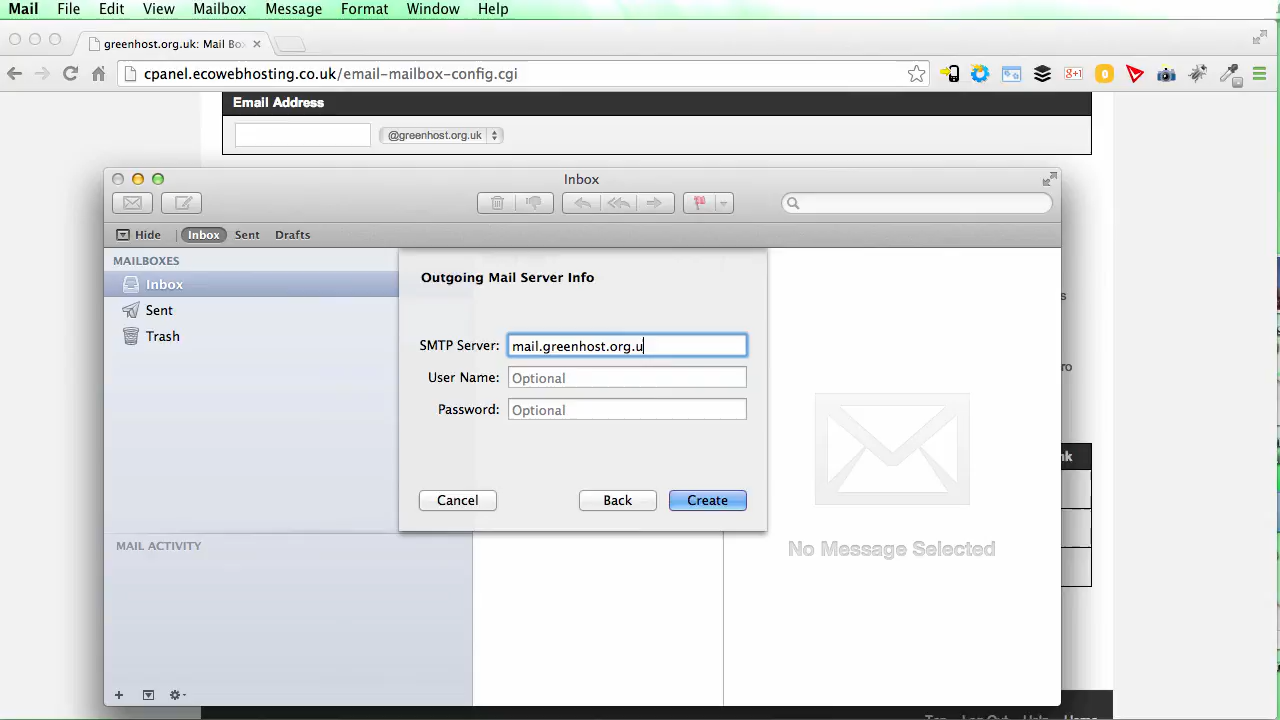 Mail File Edit View Mailbox Message Format Window Help
greenhost.org.uk: Mail Bo
cpanel.ecowebhosting.co.uk/email-mailbox-config.cgi
Email Address
@greenhost.org.uk
Inbox
Hide Inbox Sent Drafts
MAILBOXES
Inbox
Sent
Trash
Outgoing Mail Server Info
SMTP Server: mail.greenhost.org.u
User Name: Optional
Password: Optional
Cancel Back Create
No Message Selected
MAIL ACTIVITY